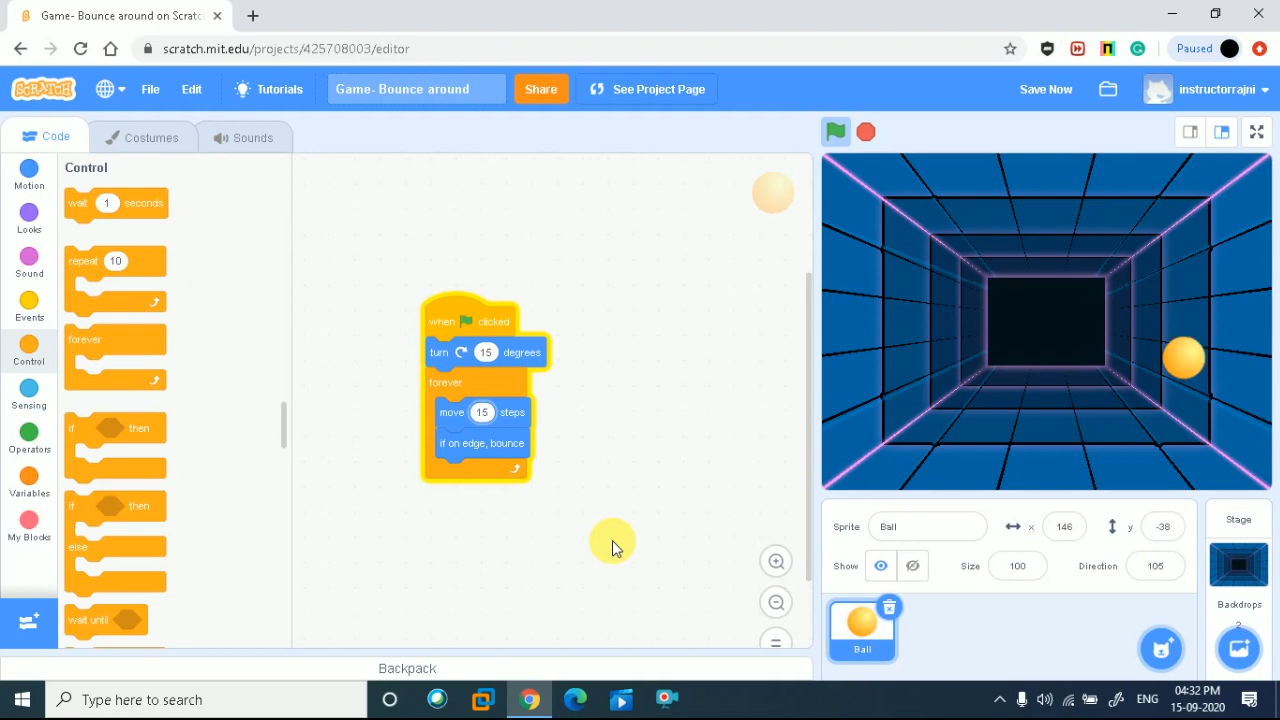 Game- Bounce around on Scratc
scratch.mit.edu/projects/425708003/editor
Paused
SCRATCH
File
Edit
Tutorials
Game- Bounce around
Share
See Project Page
Save Now
instructorrajni
Code
Costumes
Sounds
Motion
Looks
Sound
Events
Control
Sensing
Operators
Variables
My Blocks
Control
wait 1 seconds
repeat 10
forever
if then
if then
else
wait until
when clicked
turn 15 degrees
forever
move 15 steps
if on edge, bounce
Sprite Ball x 146 y -38
Show Size 100 Direction 105
Ball
Stage
Backdrops
2
Backpack
Type here to search
ENG
04:32 PM
15-09-2020